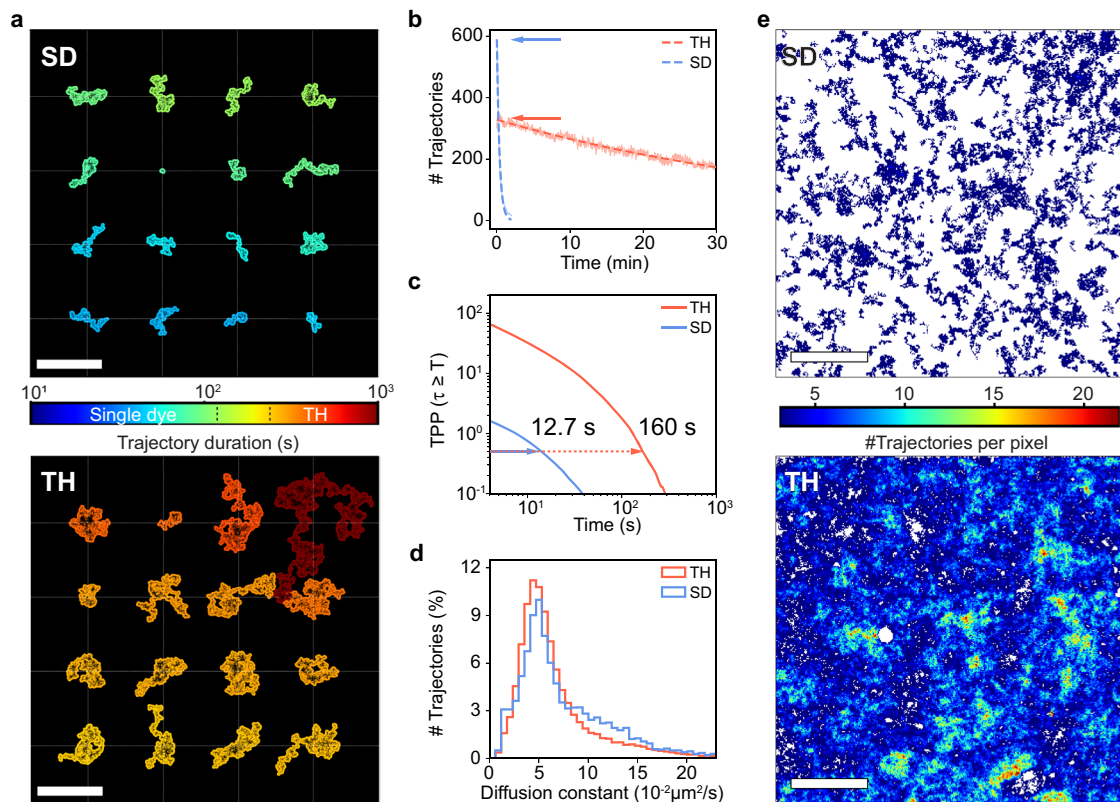 a
SD
10¹ 10² 10³
Single dye TH
Trajectory duration (s)
TH
b
600
400
200
0
# Trajectories
TH
SD
0 10 20 30
Time (min)
c
10²
10¹
10⁰
10⁻¹
TPP (τ ≥ T)
TH
SD
12.7 s 160 s
10¹ 10² 10³
Time (s)
d
12
9
6
3
0
# Trajectories (%)
TH
SD
0 5 10 15 20
Diffusion constant (10⁻²μm²/s)
e
SD
5 10 15 20
#Trajectories per pixel
TH